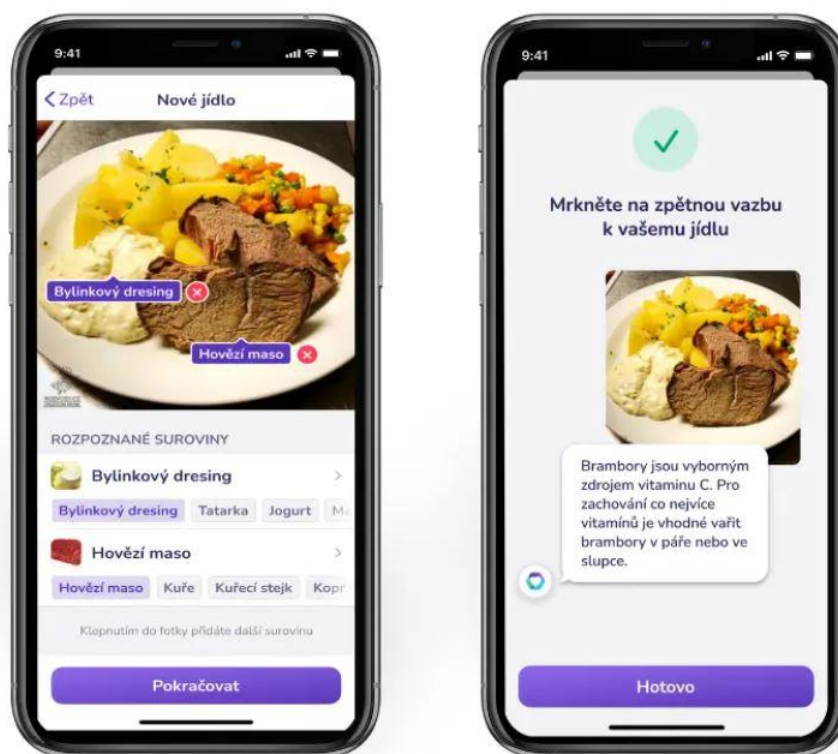 9:41
Zpět
Nové jídlo
Bylinkový dresing
Hovězí maso
ROZPOZNANÉ SUROVINY
Bylinkový dresing
Bylinkový dresing Tatarka Jogurt
Hovězí maso
Hovězí maso Kuře Kuřecí stejk Kopr
Klepnutím do fotky přidáte další surovinu
Pokračovat
9:41
Mrkněte na zpětnou vazbu
k vašemu jídlu
Brambory jsou vyborným
zdrojem vitaminu C. Pro
zachování co nejvíce
vitamínů je vhodné vařit
brambory v páře nebo ve
slupce.
Hotovo